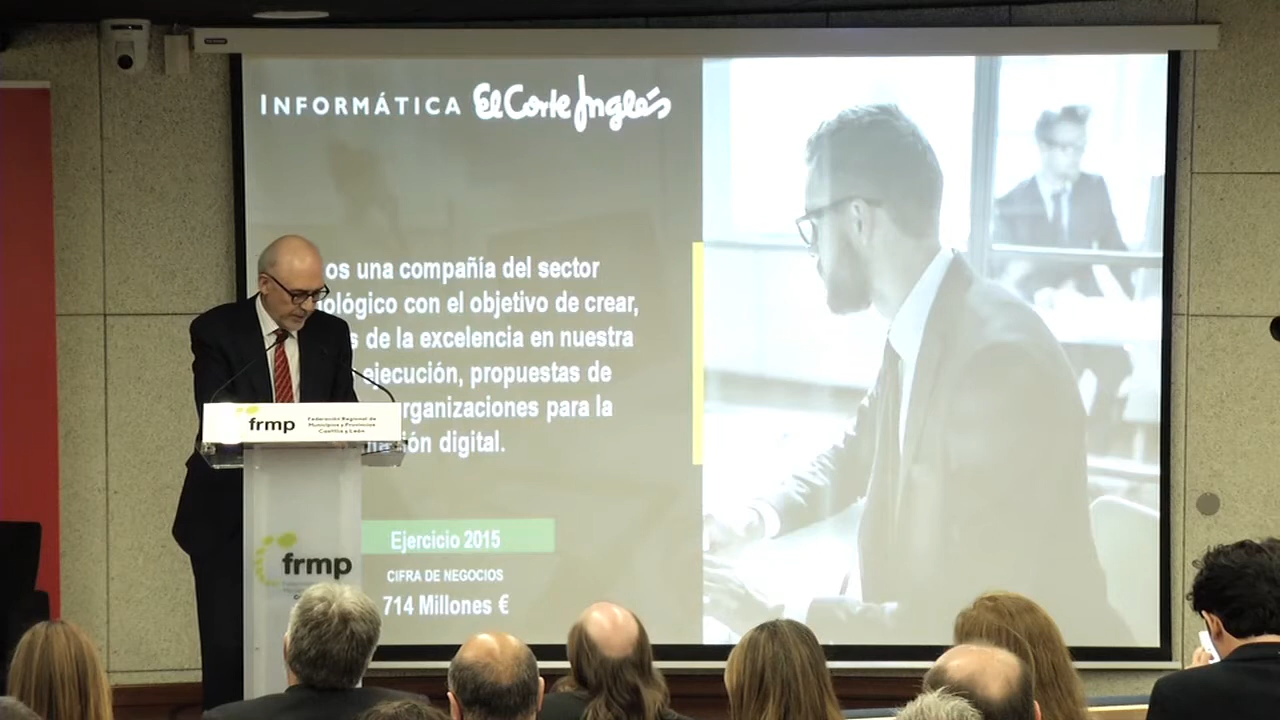 INFORMÁTICA El Corte Inglés
os una compañía del sector
ológico con el objetivo de crear,
s de la excelencia en nuestra
ejecución, propuestas de
rganizaciones para la
ión digital.
Ejercicio 2015
CIFRA DE NEGOCIOS
714 Millones €
frmp
Federación Regional de
Municipios y Provincias
Castilla y León
frmp